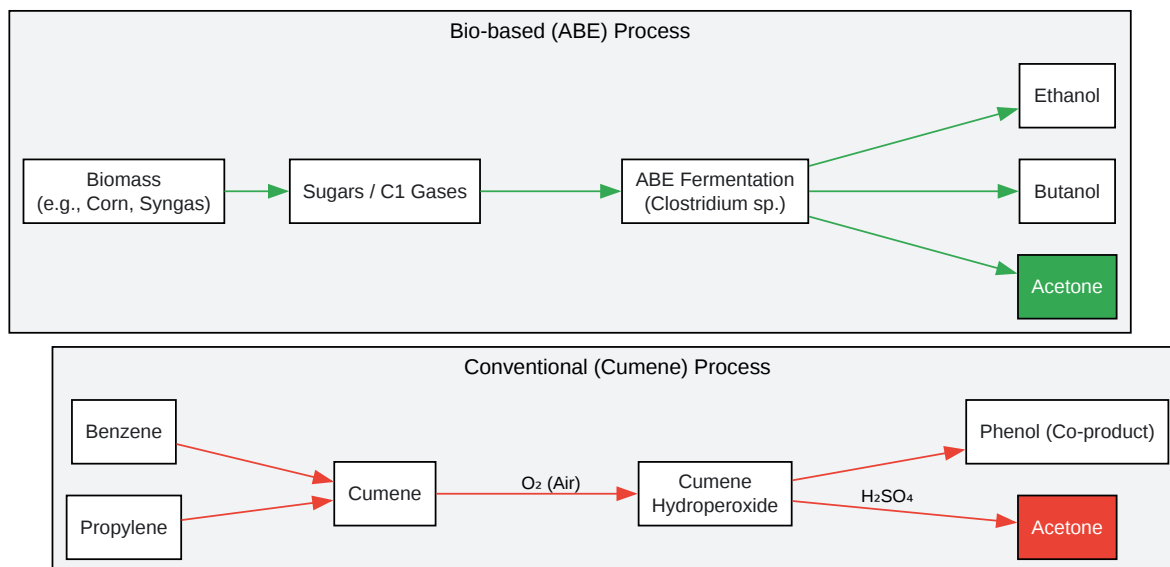 Bio-based (ABE) Process
Ethanol
Biomass
(e.g., Corn, Syngas)
Sugars / C1 Gases
ABE Fermentation
(Clostridium sp.)
Butanol
Acetone
Conventional (Cumene) Process
Benzene
Propylene
Cumene
O₂ (Air)
Cumene
Hydroperoxide
Phenol (Co-product)
H₂SO₄
Acetone